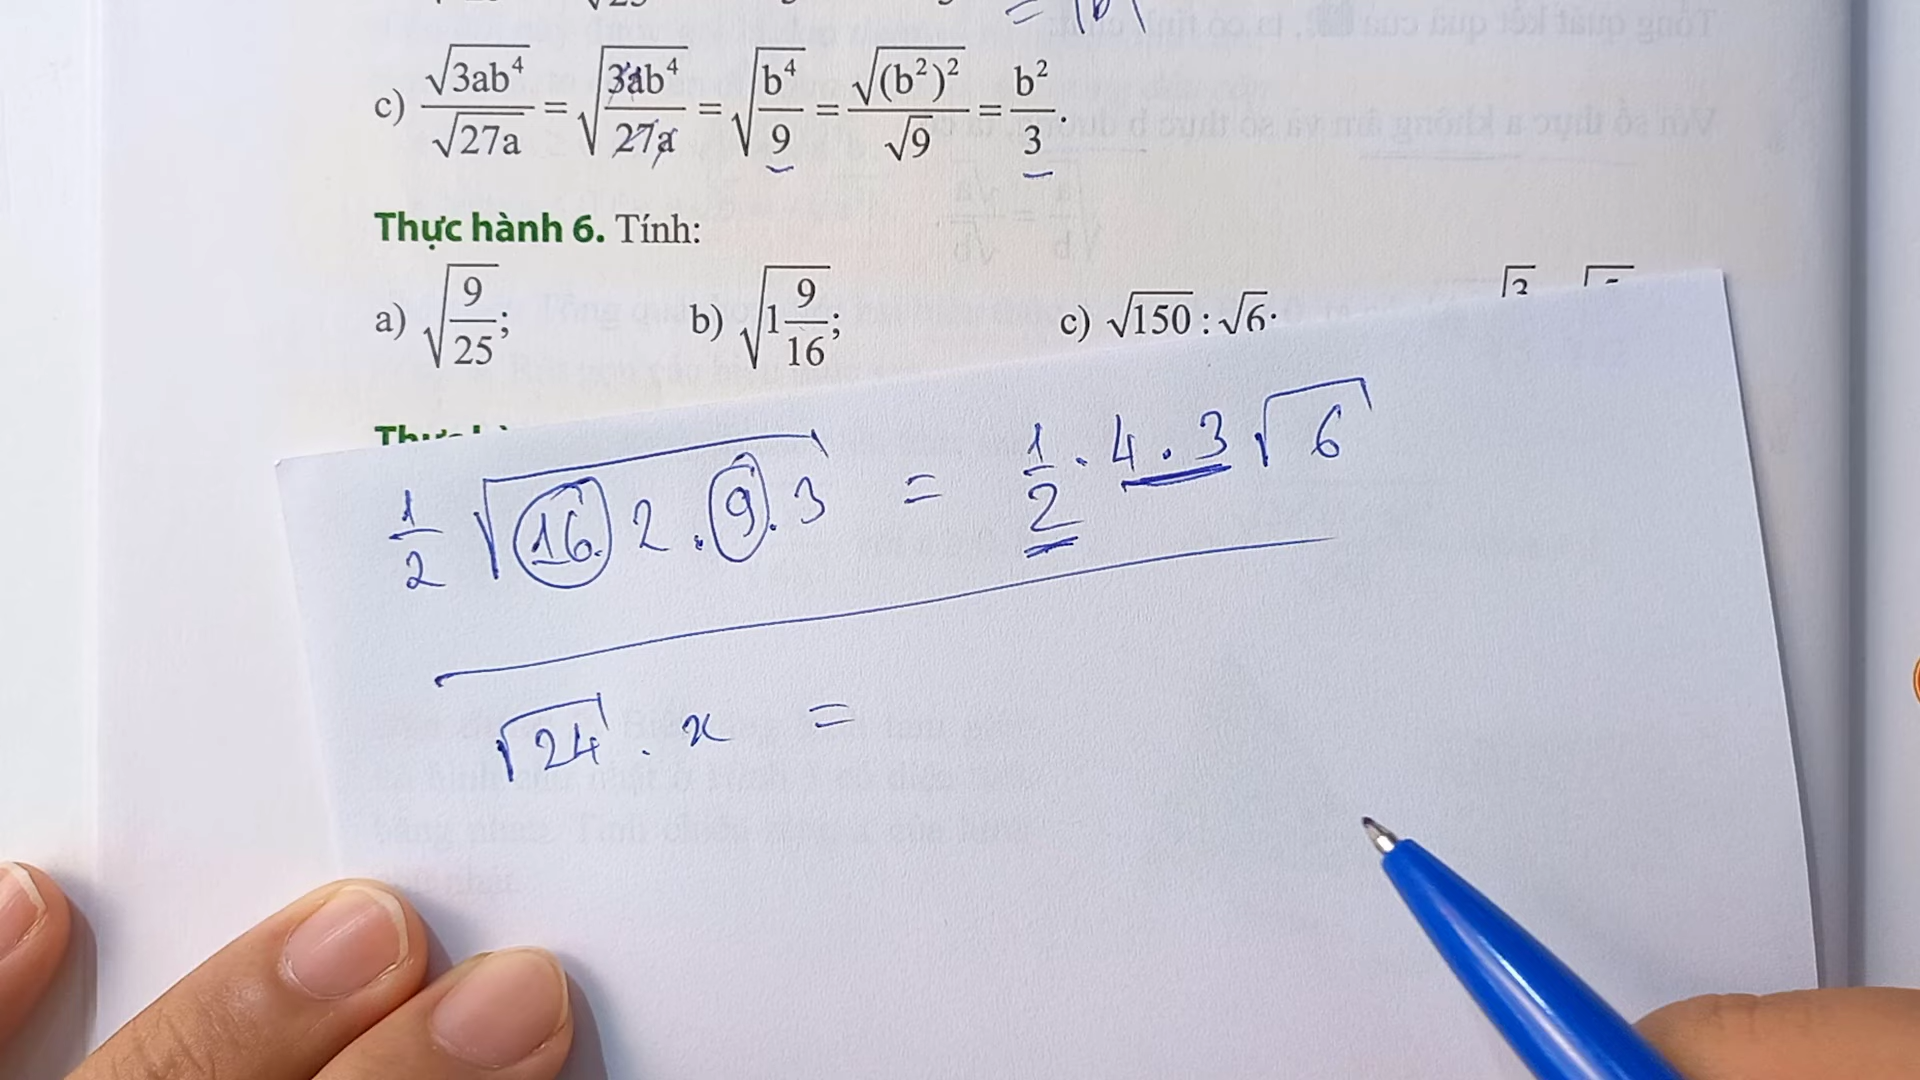 c) √3ab⁴/√27a = √(3ab⁴/27a) = √(b⁴/9) = √(b²)²/√9 = b²/3.
Thực hành 6. Tính:
a) √(9/25); b) √(1 9/16); c) √150 : √6;
1/2 √(16. 2 . 9 . 3) = 1/2 . 4 . 3 √6
√24 . x =